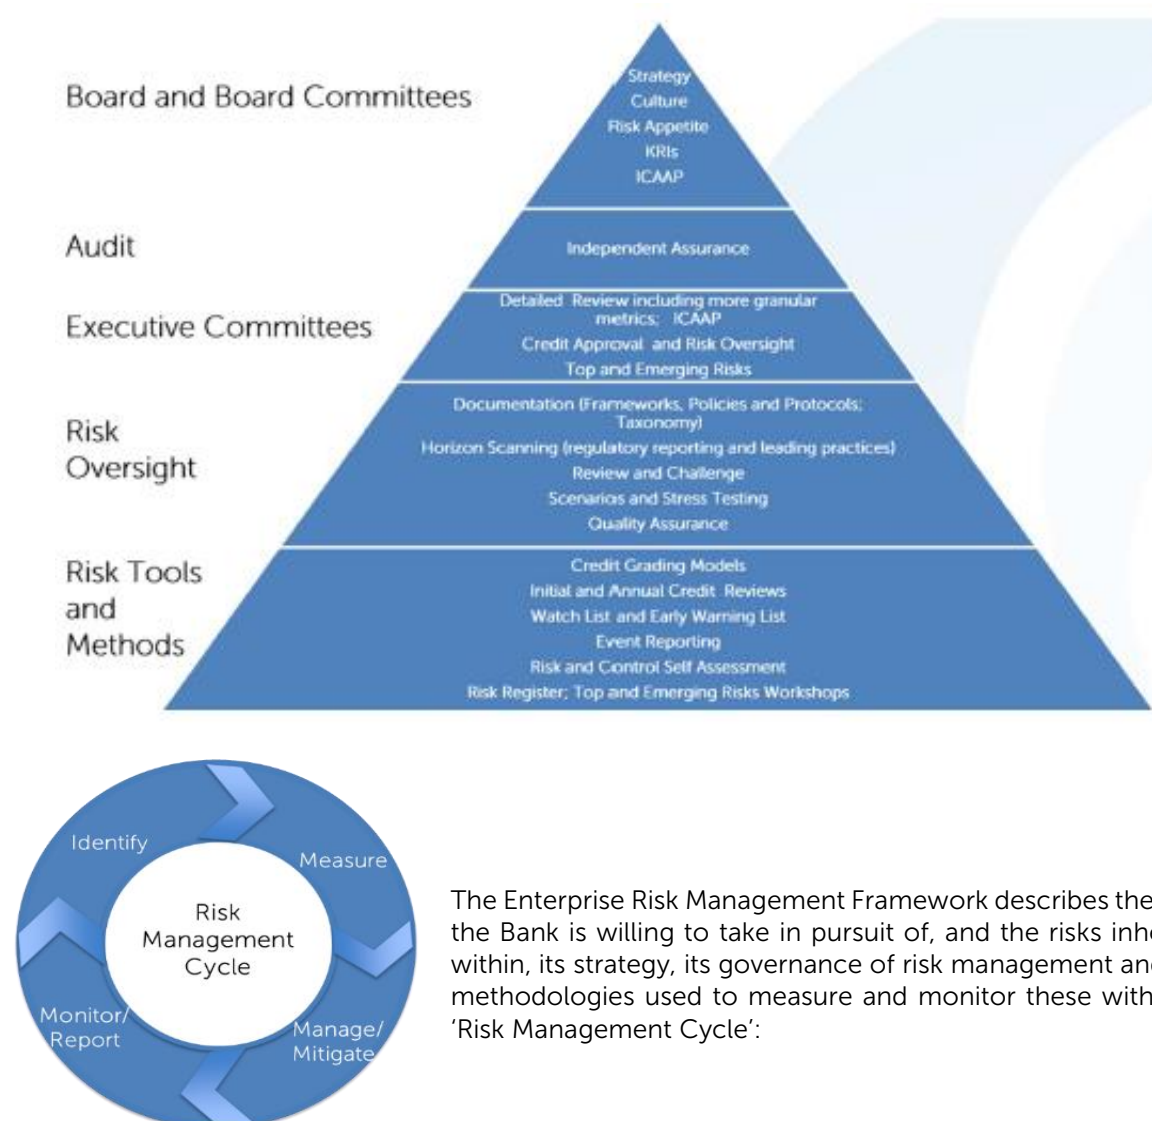 Board and Board Committees
Strategy
Culture
Risk Appetite
KRIs
ICAAP
Audit
Independent Assurance
Executive Committees
Detailed Review including more granular
metrics; ICAAP
Credit Approval and Risk Oversight
Top and Emerging Risks
Risk
Oversight
Documentation (Frameworks, Policies and Protocols;
Taxonomy)
Horizon Scanning (regulatory reporting and leading practices)
Review and Challenge
Scenarios and Stress Testing
Quality Assurance
Risk Tools
and
Methods
Credit Grading Models
Initial and Annual Credit Reviews
Watch List and Early Warning List
Event Reporting
Risk and Control Self Assessment
Risk Register; Top and Emerging Risks Workshops
Identify
Measure
Risk
Management
Cycle
Monitor/
Report
Manage/
Mitigate
The Enterprise Risk Management Framework describes the
the Bank is willing to take in pursuit of, and the risks inhe
within, its strategy, its governance of risk management and
methodologies used to measure and monitor these with
‘Risk Management Cycle’: